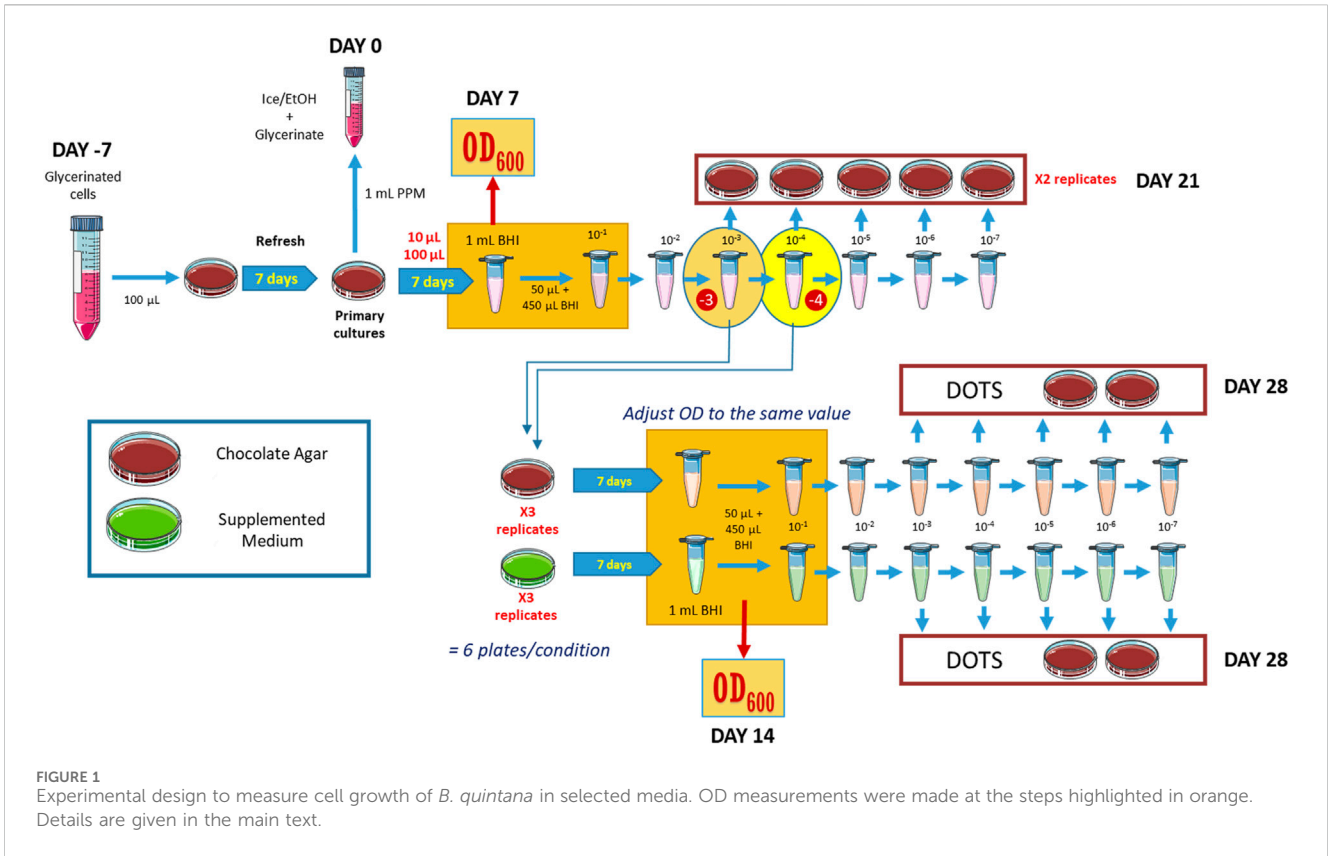 DAY 0
Ice/EtOH
+
Glycerinate
DAY 7
OD600
DAY -7
Glycerinated
cells
100 µL
Refresh
7 days
1 mL PPM
Primary
cultures
10 µL
100 µL
7 days
1 mL BHI
50 µL +
450 µL BHI
10-1
10-2
10-3
10-4
10-5
10-6
10-7
-3
-4
X2 replicates
DAY 21
Chocolate Agar
Supplemented
Medium
Adjust OD to the same value
X3
replicates
7 days
X3
replicates
7 days
= 6 plates/condition
50 µL +
450 µL
BHI
1 mL BHI
10-1
10-2
10-3
10-4
10-5
10-6
10-7
DOTS
DAY 28
DOTS
DAY 28
OD600
DAY 14
FIGURE 1
Experimental design to measure cell growth of B. quintana in selected media. OD measurements were made at the steps highlighted in orange.
Details are given in the main text.